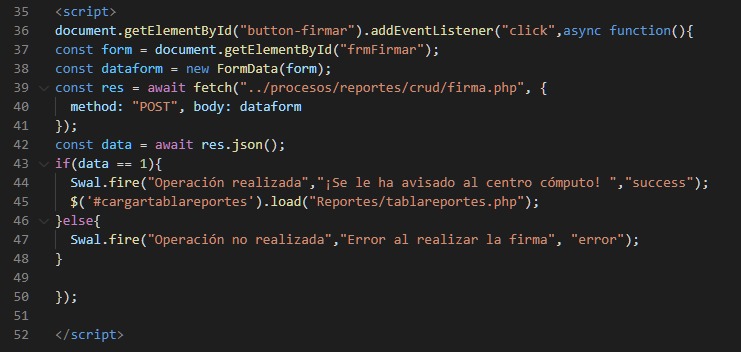 35 <script>
36 document.getElementById("button-firmar").addEventListener("click",async function(){
37 const form = document.getElementById("frmFirmar");
38 const dataform = new FormData(form);
39 const res = await fetch("../procesos/reportes/crud/firma.php", {
40   method: "POST", body: dataform
41 });
42 const data = await res.json();
43 if(data == 1){
44   Swal.fire("Operación realizada","¡Se le ha avisado al centro cómputo! ","success");
45   $('#cargartablareportes').load("Reportes/tablareportes.php");
46 }else{
47   Swal.fire("Operación no realizada","Error al realizar la firma", "error");
48 }
49
50 });
51
52 </script>